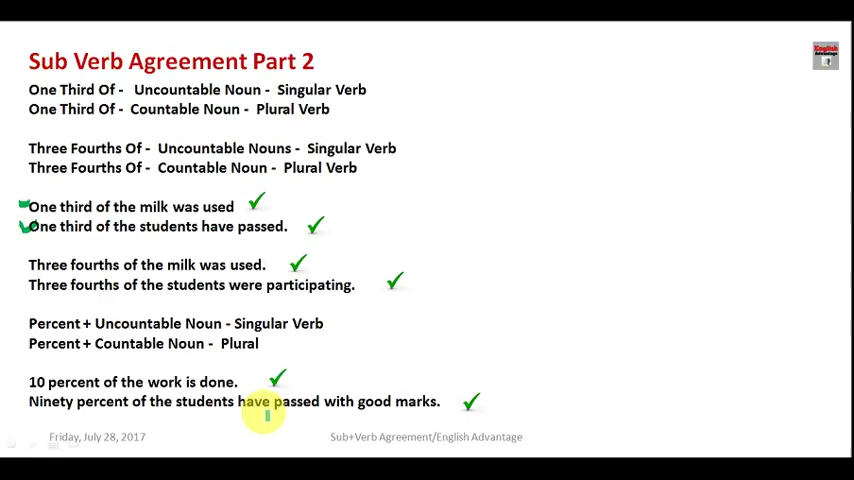 Sub Verb Agreement Part 2
English
Advantage
One Third Of - Uncountable Noun - Singular Verb
One Third Of - Countable Noun - Plural Verb
Three Fourths Of - Uncountable Nouns - Singular Verb
Three Fourths Of - Countable Noun - Plural Verb
One third of the milk was used
One third of the students have passed.
Three fourths of the milk was used.
Three fourths of the students were participating.
Percent + Uncountable Noun - Singular Verb
Percent + Countable Noun - Plural
10 percent of the work is done.
Ninety percent of the students have passed with good marks.
Friday, July 28, 2017
Sub+Verb Agreement/English Advantage